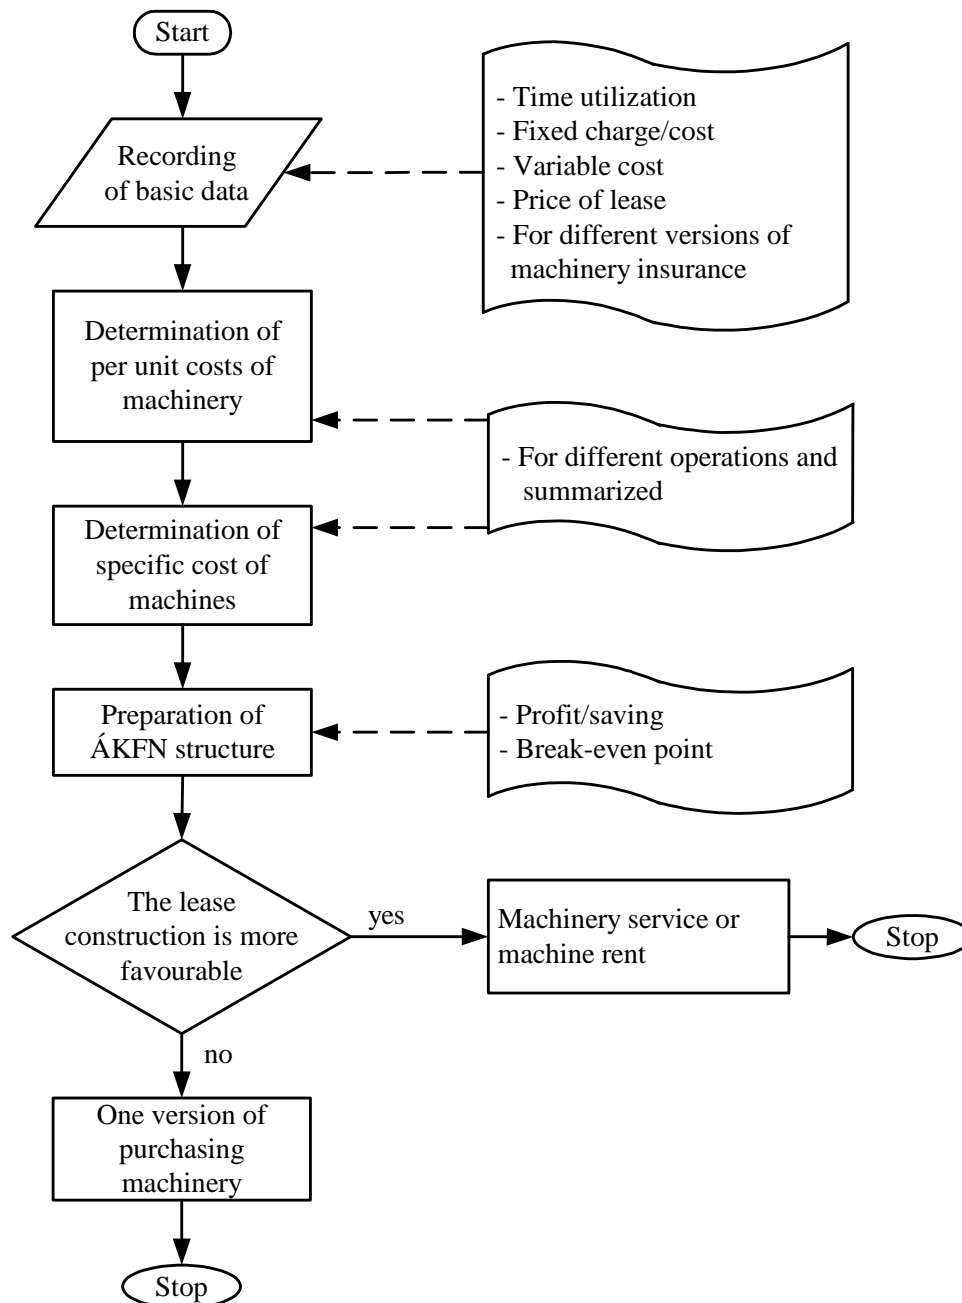 Start
- Time utilization
- Fixed charge/cost
- Variable cost
- Price of lease
- For different versions of
machinery insurance
Recording
of basic data
Determination of
per unit costs of
machinery
- For different operations and
summarized
Determination of
specific cost of
machines
Preparation of
ÁKFN structure
- Profit/saving
- Break-even point
The lease
construction is more
favourable
yes
Machinery service or
machine rent
Stop
no
One version of
purchasing
machinery
Stop